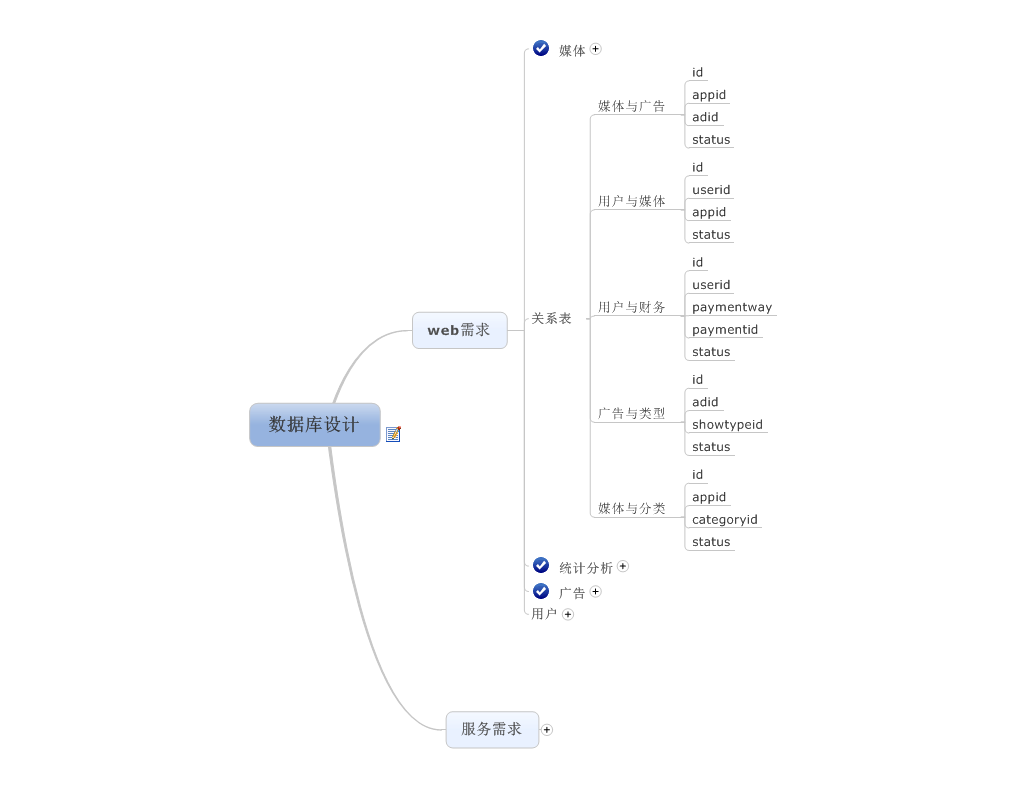 数据库设计
web需求
媒体
关系表
媒体与广告
id
appid
adid
status
用户与媒体
id
userid
appid
status
用户与财务
id
userid
paymentway
paymentid
status
广告与类型
id
adid
showtypeid
status
媒体与分类
id
appid
categoryid
status
统计分析
广告
用户
服务需求